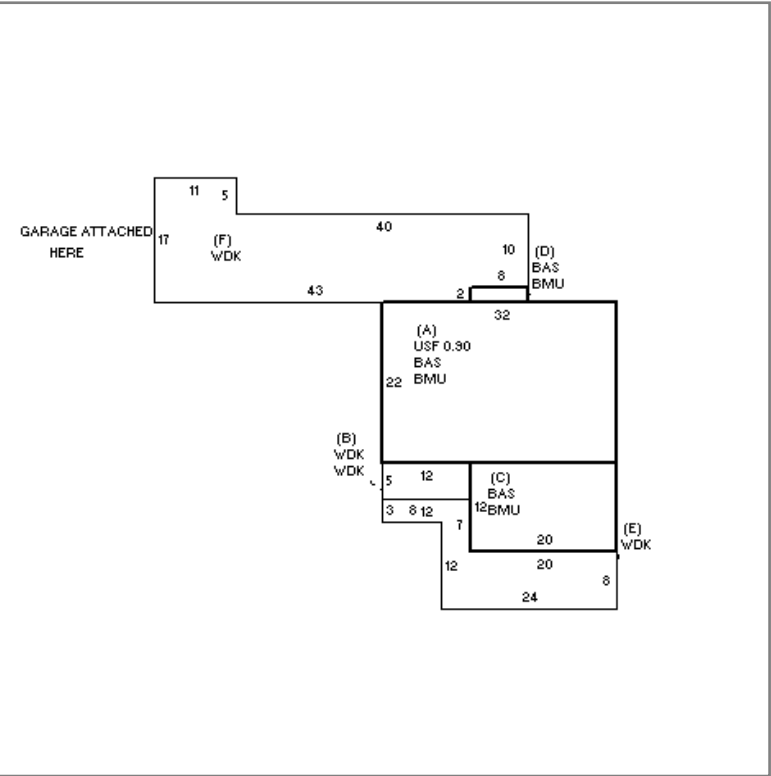 11
5
40
GARAGE ATTACHED
HERE
17
(F)
WDK
10
(D)
BAS
BMU
8
43
2
32
(A)
USF 0.90
BAS
BMU
22
(B)
WDK
WDK
5
12
(C)
BAS
BMU
12
3
8
12
7
20
(E)
WDK
12
20
8
24